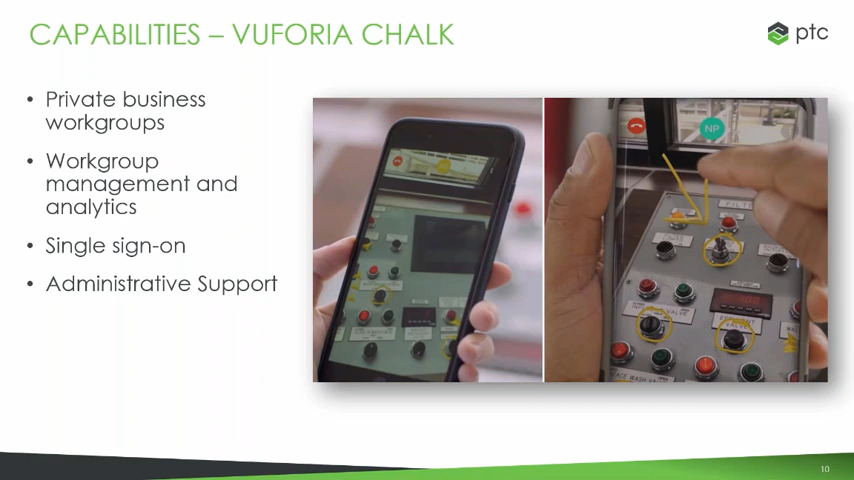 CAPABILITIES – VUFORIA CHALK
ptc
• Private business
workgroups
• Workgroup
management and
analytics
• Single sign-on
• Administrative Support
NP
10